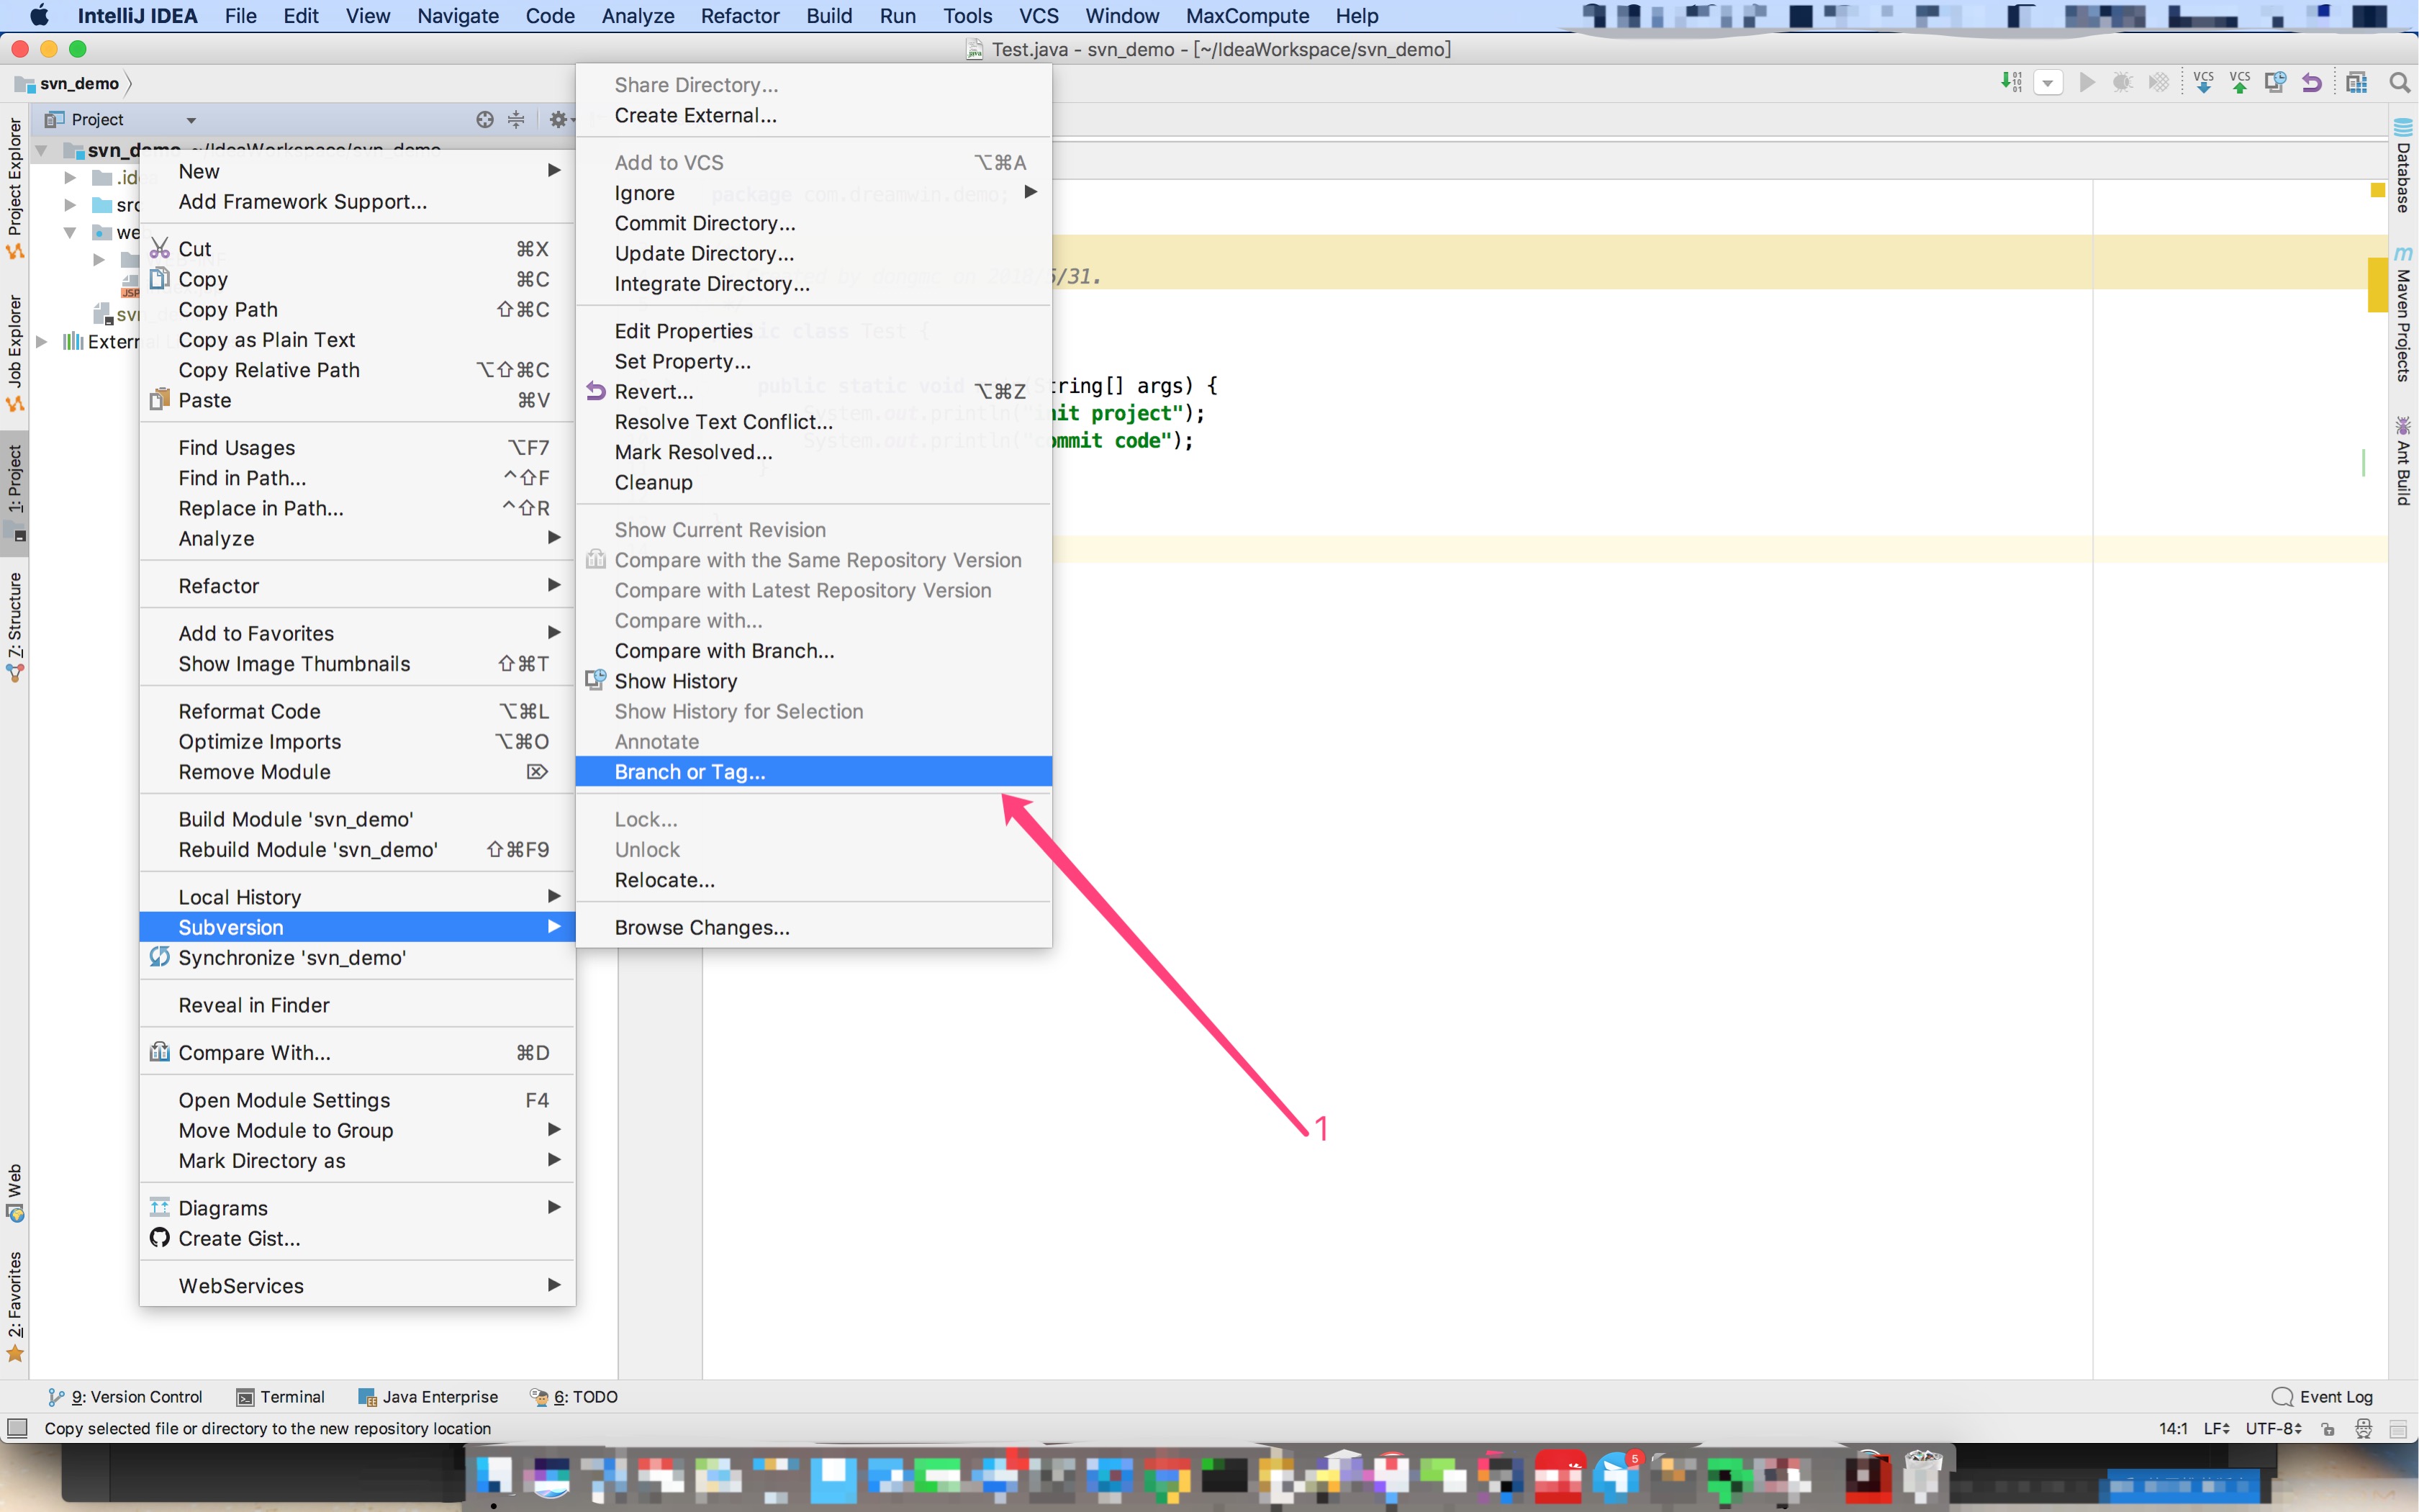 IntelliJ IDEA File Edit View Navigate Code Analyze Refactor Build Run Tools VCS Window MaxCompute Help
Test.java - svn_demo - [~/IdeaWorkspace/svn_demo]
svn_demo
Project
svn_demo ~/IdeaWorkspace/svn_demo
New
Add Framework Support...
Cut ⌘X
Copy ⌘C
Copy Path ⇧⌘C
Copy as Plain Text
Copy Relative Path ⌥⇧⌘C
Paste ⌘V
Find Usages ⌥F7
Find in Path... ^⇧F
Replace in Path... ^⇧R
Analyze
Refactor
Add to Favorites
Show Image Thumbnails ⇧⌘T
Reformat Code ⌥⌘L
Optimize Imports ⌥⌘O
Remove Module ⌦
Build Module 'svn_demo'
Rebuild Module 'svn_demo' ⇧⌘F9
Local History
Subversion
Synchronize 'svn_demo'
Reveal in Finder
Compare With... ⌘D
Open Module Settings F4
Move Module to Group
Mark Directory as
Diagrams
Create Gist...
WebServices
Share Directory...
Create External...
Add to VCS ⌥⌘A
Ignore
Commit Directory...
Update Directory...
Integrate Directory...
Edit Properties
Set Property...
Revert... ⌥⌘Z
Resolve Text Conflict...
Mark Resolved...
Cleanup
Show Current Revision
Compare with the Same Repository Version
Compare with Latest Repository Version
Compare with...
Compare with Branch...
Show History
Show History for Selection
Annotate
Branch or Tag...
Lock...
Unlock
Relocate...
Browse Changes...
package com.dreamwin.demo;
on 2018/5/31.
class Test {
public static void (String[] args) {
System.out.println("init project");
System.out.println("commit code");
}
1
Project Explorer
Job Explorer
1: Project
7: Structure
Web
2: Favorites
Database
m Maven Projects
Ant Build
VCS VCS
9: Version Control Terminal Java Enterprise 6: TODO Event Log
Copy selected file or directory to the new repository location 14:1 LF UTF-8
5